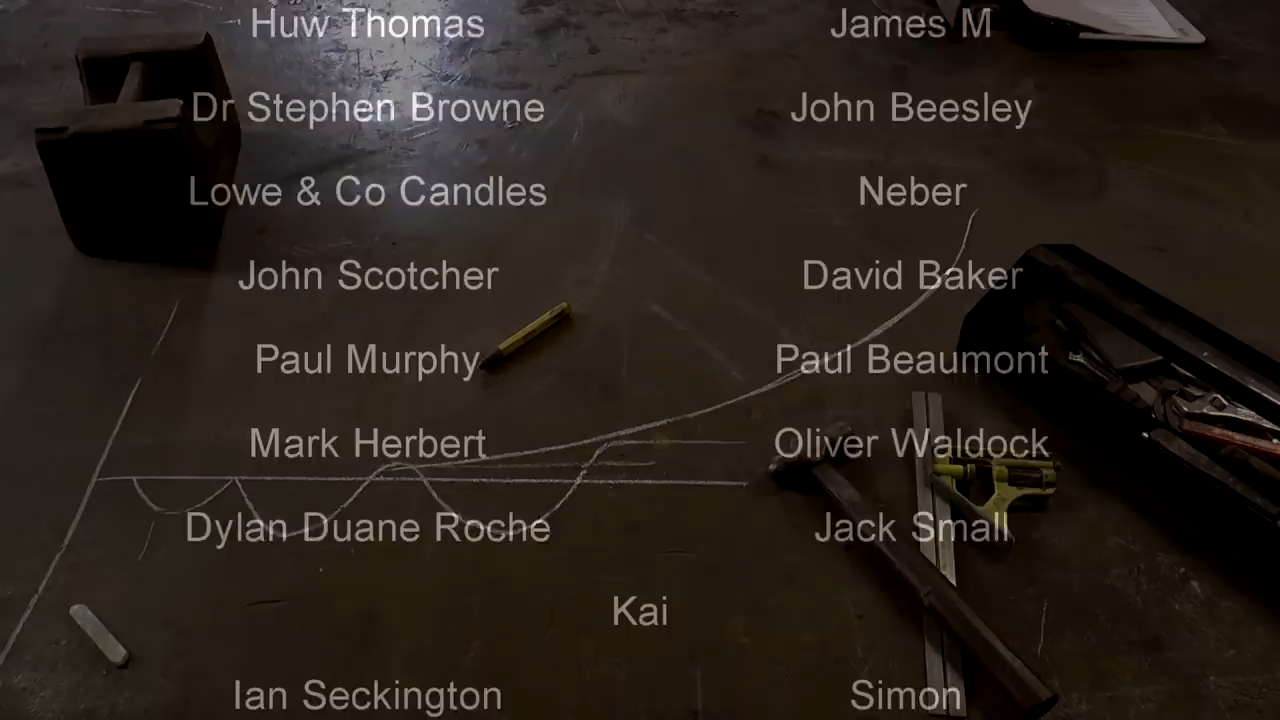 Huw Thomas
James M
Dr Stephen Browne
John Beesley
Lowe & Co Candles
Neber
John Scotcher
David Baker
Paul Murphy
Paul Beaumont
Mark Herbert
Oliver Waldock
Dylan Duane Roche
Jack Small
Kai
Ian Seckington
Simon